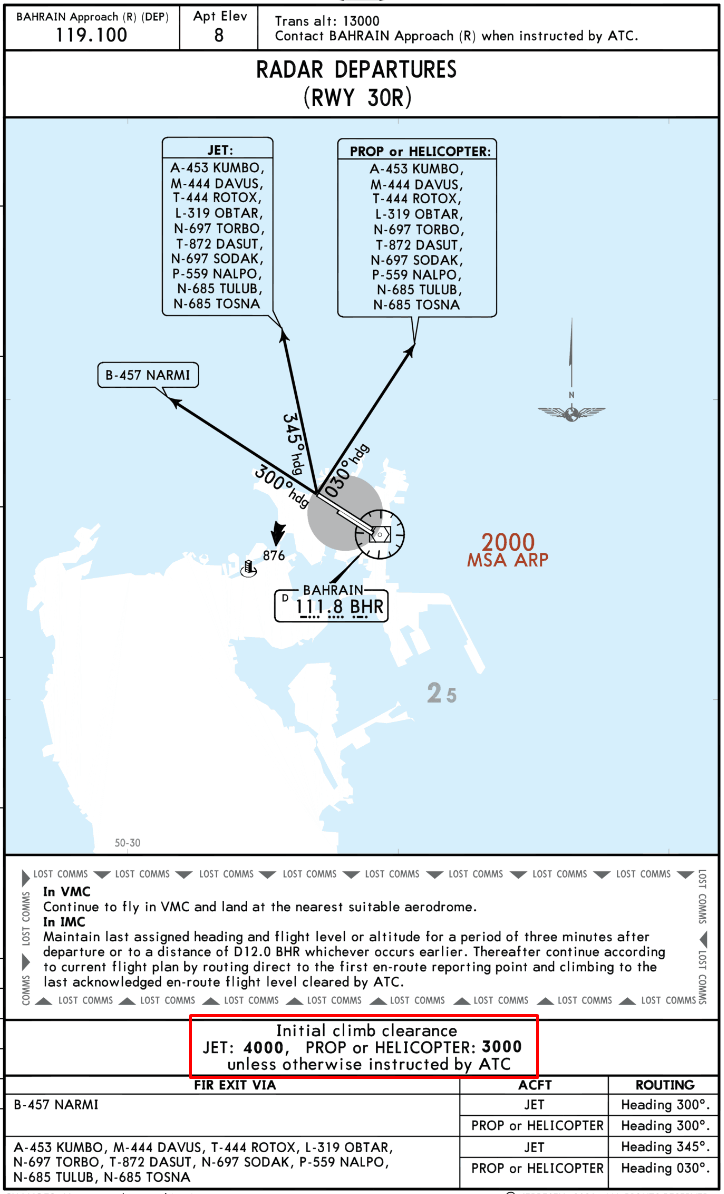 BAHRAIN Approach (R) (DEP)
119.100
Apt Elev
8
Trans alt: 13000
Contact BAHRAIN Approach (R) when instructed by ATC.
RADAR DEPARTURES
(RWY 30R)
JET:
A-453 KUMBO,
M-444 DAVUS,
T-444 ROTOX,
L-319 OBTAR,
N-697 TORBO,
T-872 DASUT,
N-697 SODAK,
P-559 NALPO,
N-685 TULUB,
N-685 TOSNA
PROP or HELICOPTER:
A-453 KUMBO,
M-444 DAVUS,
T-444 ROTOX,
L-319 OBTAR,
N-697 TORBO,
T-872 DASUT,
N-697 SODAK,
P-559 NALPO,
N-685 TULUB,
N-685 TOSNA
B-457 NARMI
N
345°hdg
030°hdg
300°hdg
876
2000
MSA ARP
BAHRAIN
D 111.8 BHR
25
50-30
LOST COMMS LOST COMMS LOST COMMS LOST COMMS LOST COMMS LOST COMMS LOST COMMS LOST COMMS
LOST COMMS
COMMS
LOST COMMS
LOST COMMS
In VMC
Continue to fly in VMC and land at the nearest suitable aerodrome.
In IMC
Maintain last assigned heading and flight level or altitude for a period of three minutes after
departure or to a distance of D12.0 BHR whichever occurs earlier. Thereafter continue according
to current flight plan by routing direct to the first en-route reporting point and climbing to the
last acknowledged en-route flight level cleared by ATC.
LOST COMMS LOST COMMS LOST COMMS LOST COMMS LOST COMMS LOST COMMS LOST COMMS LOST COMMS
Initial climb clearance
JET: 4000, PROP or HELICOPTER: 3000
unless otherwise instructed by ATC
FIR EXIT VIA ACFT ROUTING
B-457 NARMI JET Heading 300°.
PROP or HELICOPTER Heading 300°.
A-453 KUMBO, M-444 DAVUS, T-444 ROTOX, L-319 OBTAR,
N-697 TORBO, T-872 DASUT, N-697 SODAK, P-559 NALPO,
N-685 TULUB, N-685 TOSNA
JET Heading 345°.
PROP or HELICOPTER Heading 030°.